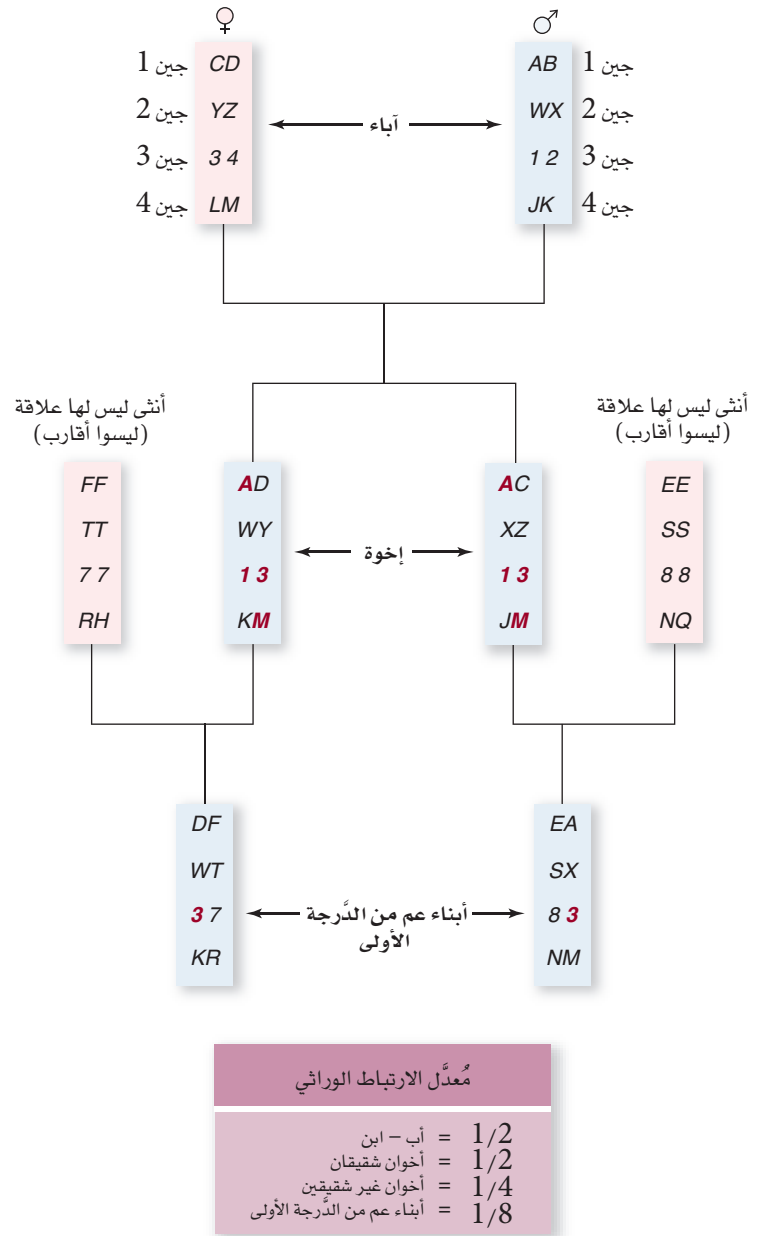 ♀ ♂
جين 1 CD AB جين 1
جين 2 YZ آباء WX جين 2
جين 3 3 4 1 2 جين 3
جين 4 LM JK جين 4
أنثى ليس لها علاقة
(ليسوا أقارب)
أنثى ليس لها علاقة
(ليسوا أقارب)
FF AD AC EE
TT WY إخوة XZ SS
7 7 1 3 1 3 8 8
RH KM JM NQ
DF EA
WT SX
3 7 أبناء عم من الدَّرجة 8 3
الأولى
KR NM
مُعدَّل الارتباط الوراثي
1/2 = أب – ابن
1/2 = أخوان شقيقان
1/4 = أخوان غير شقيقين
1/8 = أبناء عم من الدَّرجة الأولى